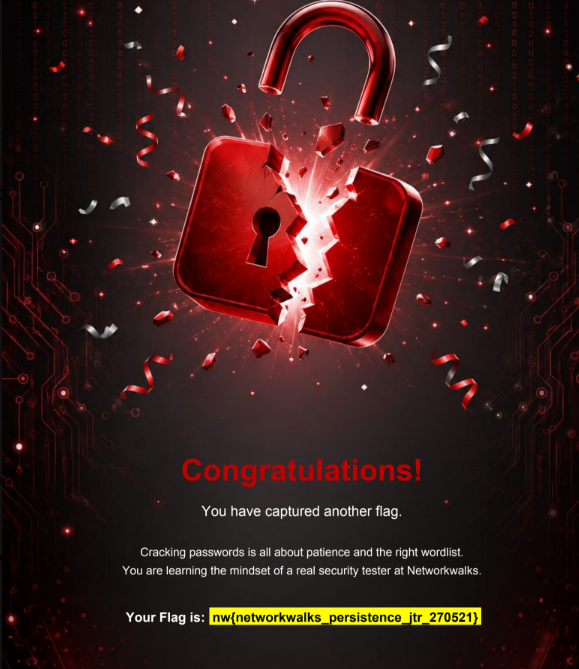 Congratulations!
You have captured another flag.
Cracking passwords is all about patience and the right wordlist.
You are learning the mindset of a real security tester at Networkwalks.
Your Flag is: nw{networkwalks_persistence_jtr_270521}